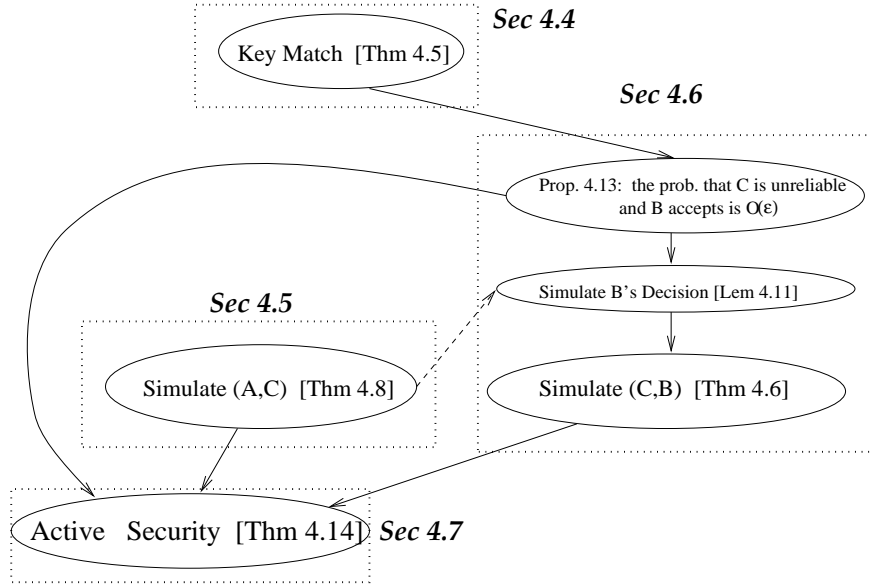 Sec 4.4
Key Match [Thm 4.5]
Sec 4.6
Prop. 4.13: the prob. that C is unreliable
and B accepts is O(ε)
Simulate B's Decision [Lem 4.11]
Sec 4.5
Simulate (A,C) [Thm 4.8]
Simulate (C,B) [Thm 4.6]
Active Security [Thm 4.14]
Sec 4.7